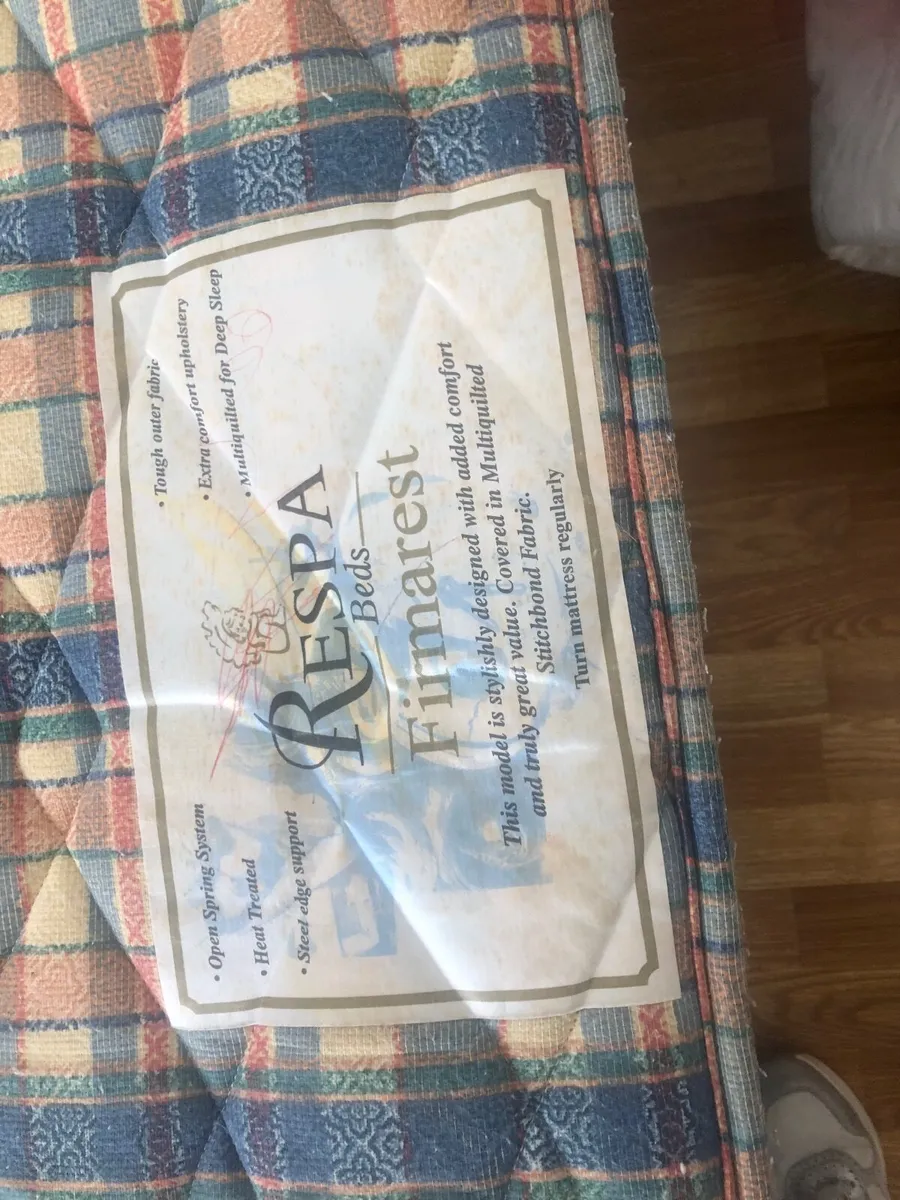 • Open Spring System
• Heat Treated
• Steel edge support
• Tough outer fabric
• Extra comfort upholstery
• Multiquilted for Deep Sleep
RESPA
Beds
Firmarest
This model is stylishly designed with added comfort
and truly great value. Covered in Multiquilted
Stitchbond Fabric.
Turn mattress regularly